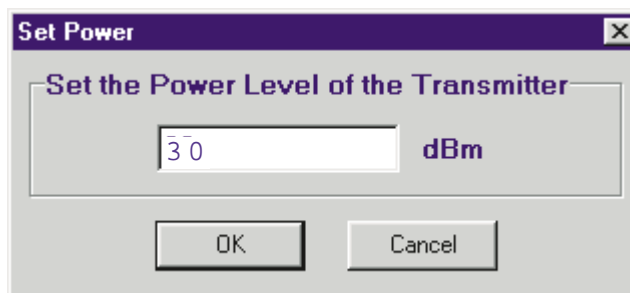 Set Power
Set the Power Level of the Transmitter
30 dBm
OK Cancel